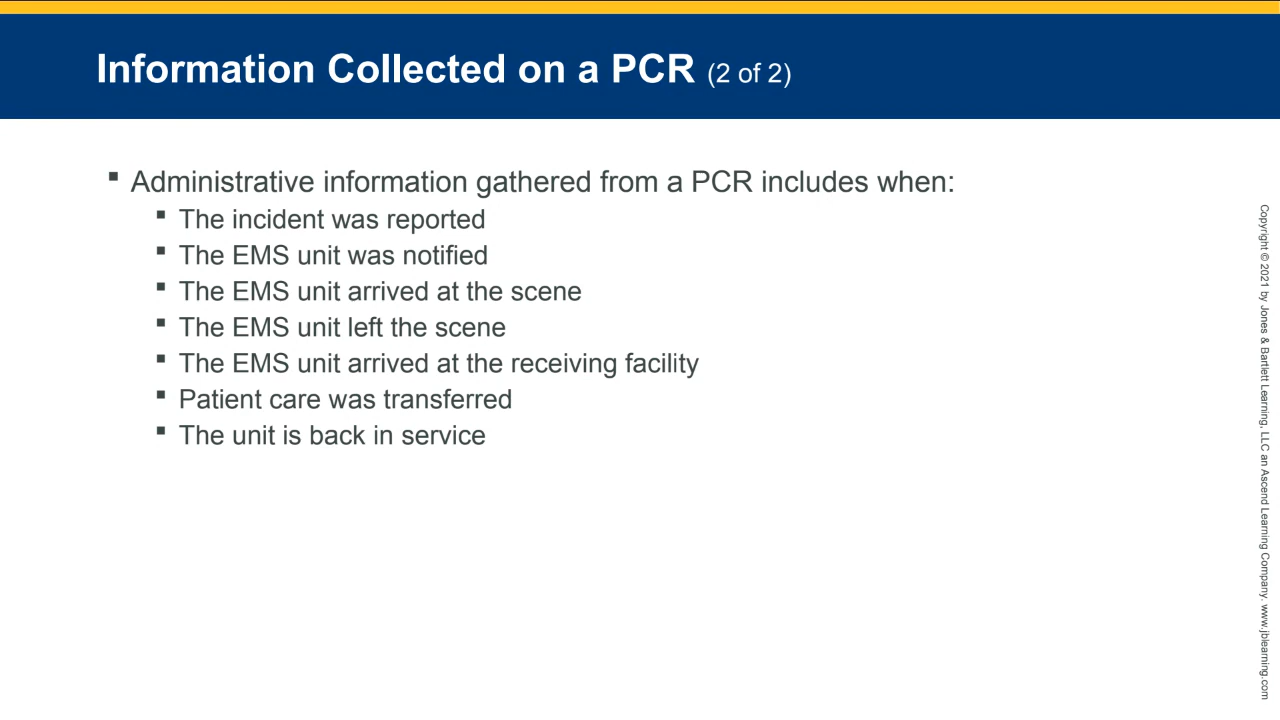 Information Collected on a PCR (2 of 2)
▪ Administrative information gathered from a PCR includes when:
▪ The incident was reported
▪ The EMS unit was notified
▪ The EMS unit arrived at the scene
▪ The EMS unit left the scene
▪ The EMS unit arrived at the receiving facility
▪ Patient care was transferred
▪ The unit is back in service
Copyright © 2021 by Jones & Bartlett Learning, LLC an Ascend Learning Company. www.jblearning.com